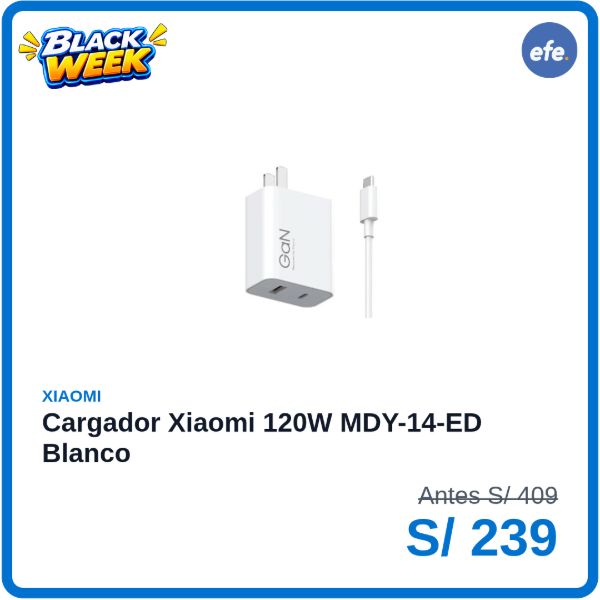 BLACK
WEEK
efe.
GaN
XIAOMI
Cargador Xiaomi 120W MDY-14-ED
Blanco
Antes S/ 409
S/ 239